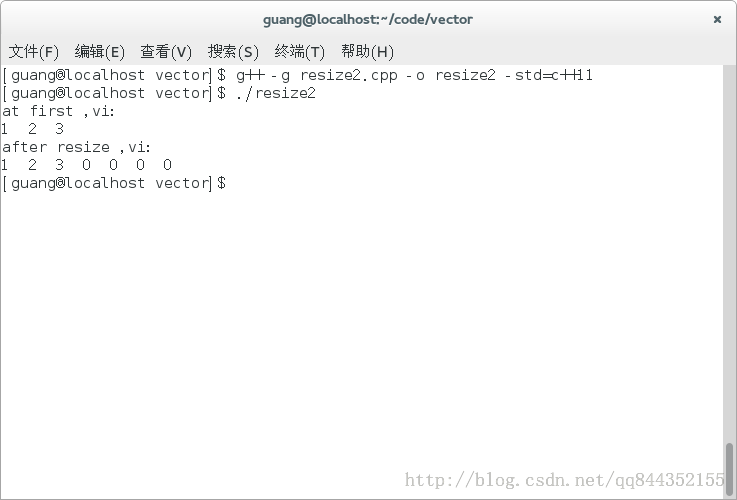 guang@localhost:~/code/vector
文件(F) 编辑(E) 查看(V) 搜索(S) 终端(T) 帮助(H)
[guang@localhost vector]$ g++ -g resize2.cpp -o resize2 -std=c++11
[guang@localhost vector]$ ./resize2
at first ,vi:
1 2 3
after resize ,vi:
1 2 3 0 0 0 0
[guang@localhost vector]$
http://blog.csdn.net/qq844352155